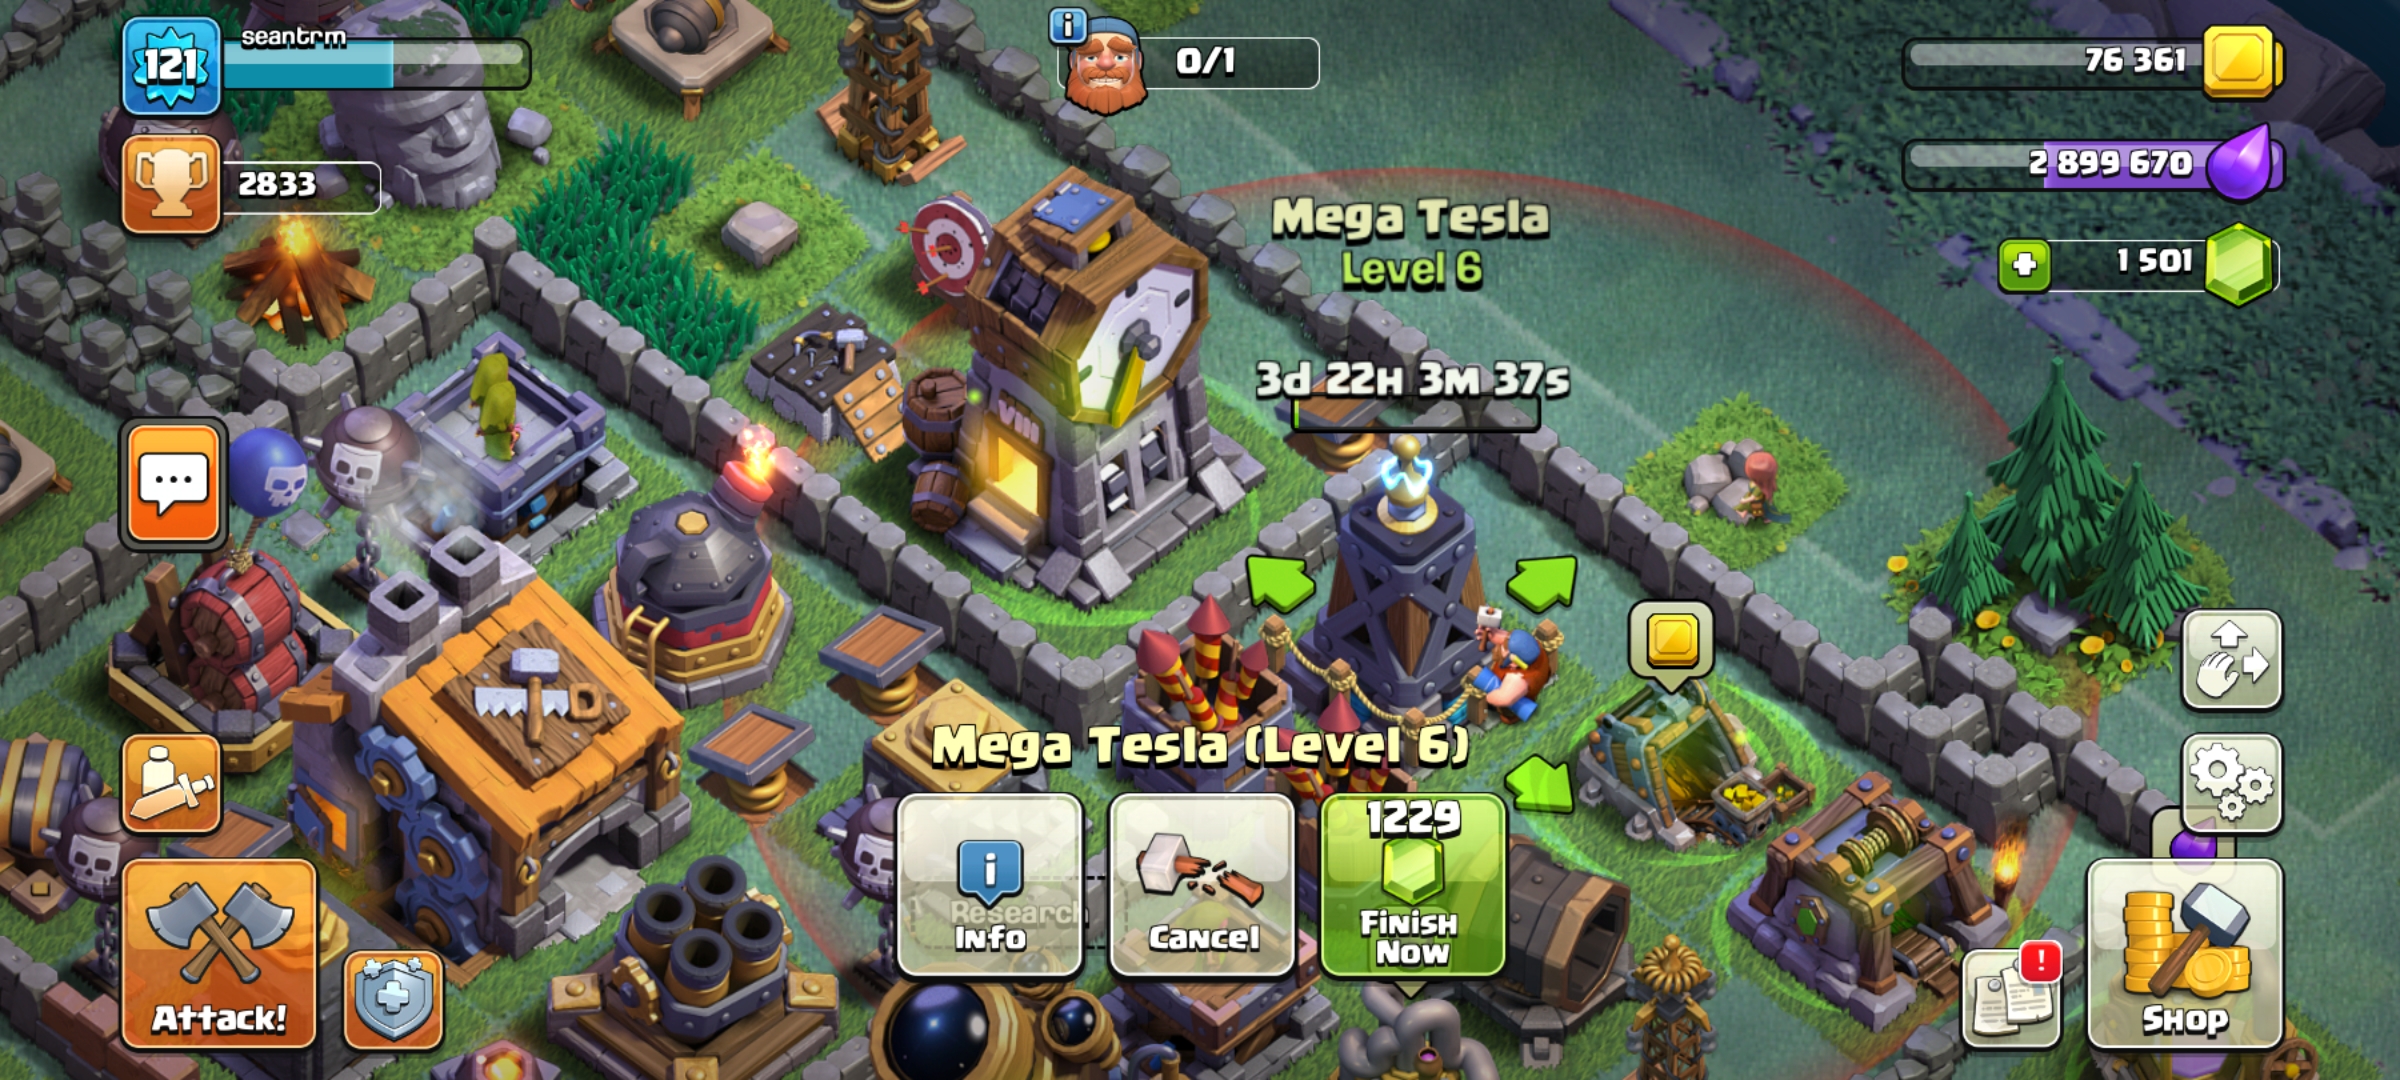 121
seantrm
0/1
76 361
2833
2 899 670
1 501
Mega Tesla
Level 6
3d 22H 3M 37s
VIII
Mega Tesla (Level 6)
Research
Info
Cancel
1229
Finish
Now
Attack!
!
Shop